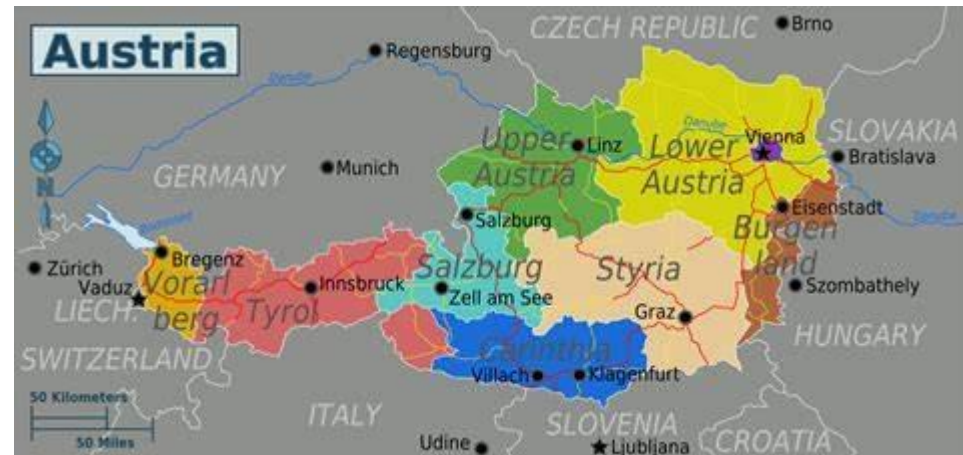 Austria
CZECH REPUBLIC
Brno
Regensburg
Danube
Upper
Austria
Linz
Lower
Austria
Danube
Vienna
SLOVAKIA
Bratislava
Munich
GERMANY
N
Salzburg
Eisenstadt
Burgen
land
Danube
Bregenz
Zürich
Vaduz
Vorarl
berg
Innsbruck
Tyrol
Salzburg
Zell am See
Styria
Graz
Szombathely
LIECH.
HUNGARY
SWITZERLAND
Carinthia
Villach
Klagenfurt
50 Kilometers
50 Miles
ITALY
SLOVENIA
Udine
Ljubljana
CROATIA